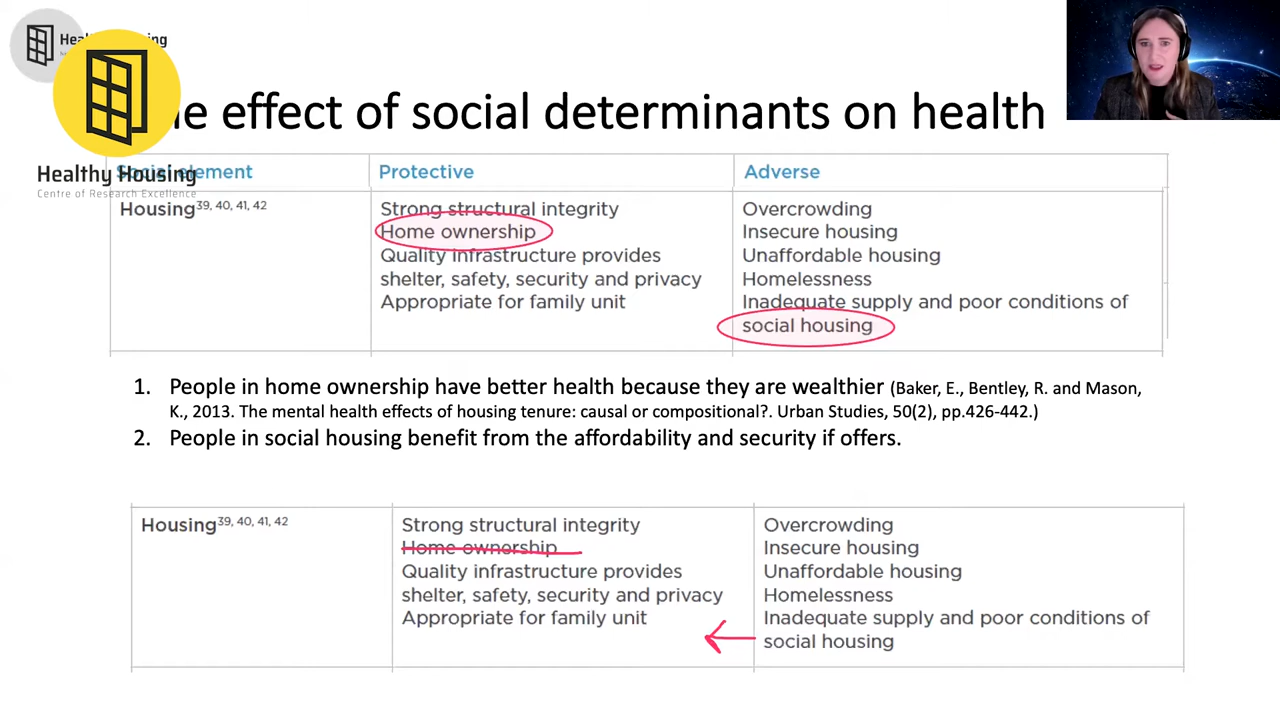 Healthy Housing
Centre of Research Excellence
he effect of social determinants on health
Social element Protective Adverse
Housing39, 40, 41, 42
Strong structural integrity
Home ownership
Quality infrastructure provides
shelter, safety, security and privacy
Appropriate for family unit
Overcrowding
Insecure housing
Unaffordable housing
Homelessness
Inadequate supply and poor conditions of
social housing
1. People in home ownership have better health because they are wealthier (Baker, E., Bentley, R. and Mason,
K., 2013. The mental health effects of housing tenure: causal or compositional?. Urban Studies, 50(2), pp.426-442.)
2. People in social housing benefit from the affordability and security if offers.
Housing39, 40, 41, 42
Strong structural integrity
Home ownership
Quality infrastructure provides
shelter, safety, security and privacy
Appropriate for family unit
Overcrowding
Insecure housing
Unaffordable housing
Homelessness
Inadequate supply and poor conditions of
social housing